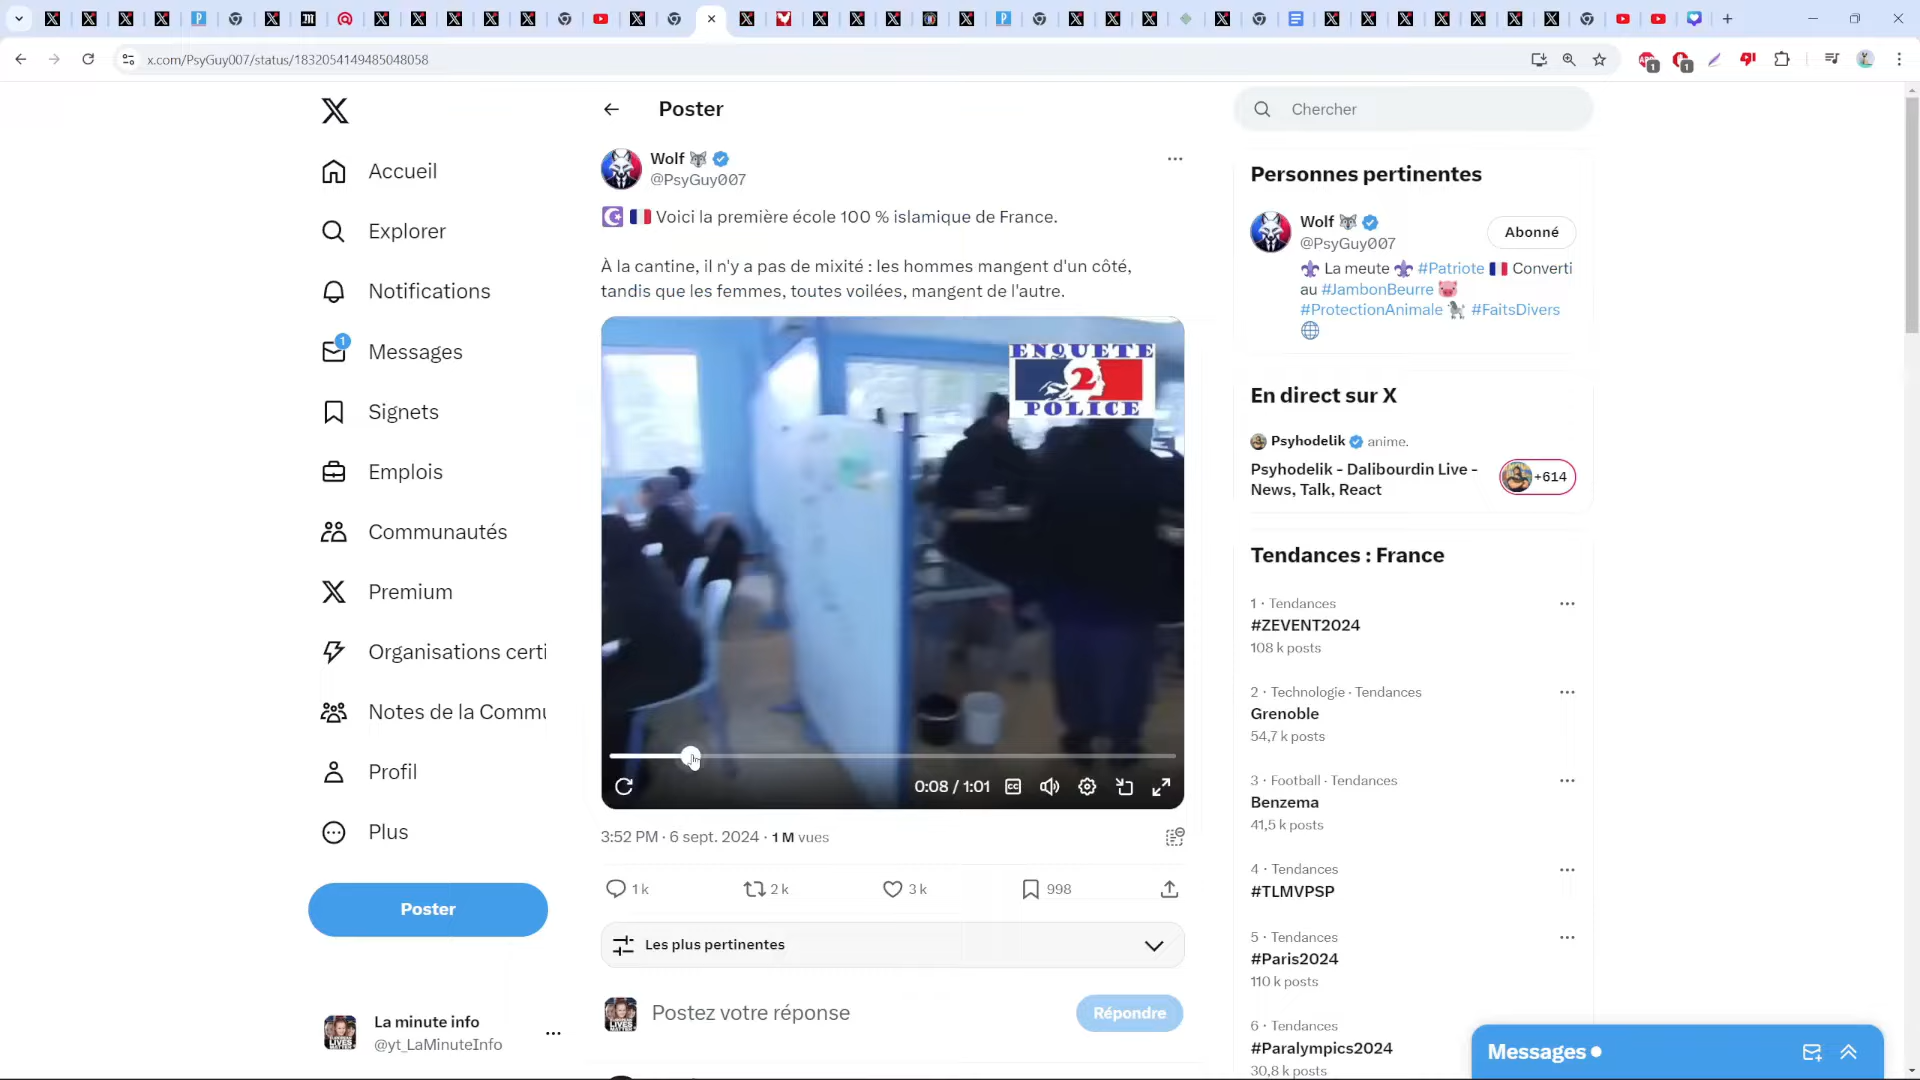 x.com/PsyGuy007/status/1832054149485048058
1
1
Accueil
Explorer
Notifications
1
Messages
Signets
Emplois
Communautés
Premium
Organisations certi
Notes de la Commu
Profil
Plus
Poster
La minute info
@yt_LaMinuteInfo
Poster
Wolf
@PsyGuy007
Voici la première école 100 % islamique de France.
À la cantine, il n'y a pas de mixité : les hommes mangent d'un côté,
tandis que les femmes, toutes voilées, mangent de l'autre.
ENQUETE
2
POLICE
0:08 / 1:01
CC
3:52 PM · 6 sept. 2024 · 1 M vues
1 k
2 k
3 k
998
Les plus pertinentes
Postez votre réponse
Répondre
Chercher
Personnes pertinentes
Wolf
@PsyGuy007
Abonné
La meute #Patriote Converti
au #JambonBeurre
#ProtectionAnimale #FaitsDivers
En direct sur X
Psyhodelik anime.
Psyhodelik - Dalibourdin Live -
News, Talk, React
+614
Tendances : France
1 · Tendances
#ZEVENT2024
108 k posts
2 · Technologie · Tendances
Grenoble
54,7 k posts
3 · Football · Tendances
Benzema
41,5 k posts
4 · Tendances
#TLMVPSP
5 · Tendances
#Paris2024
110 k posts
6 · Tendances
#Paralympics2024
30,8 k posts
Messages